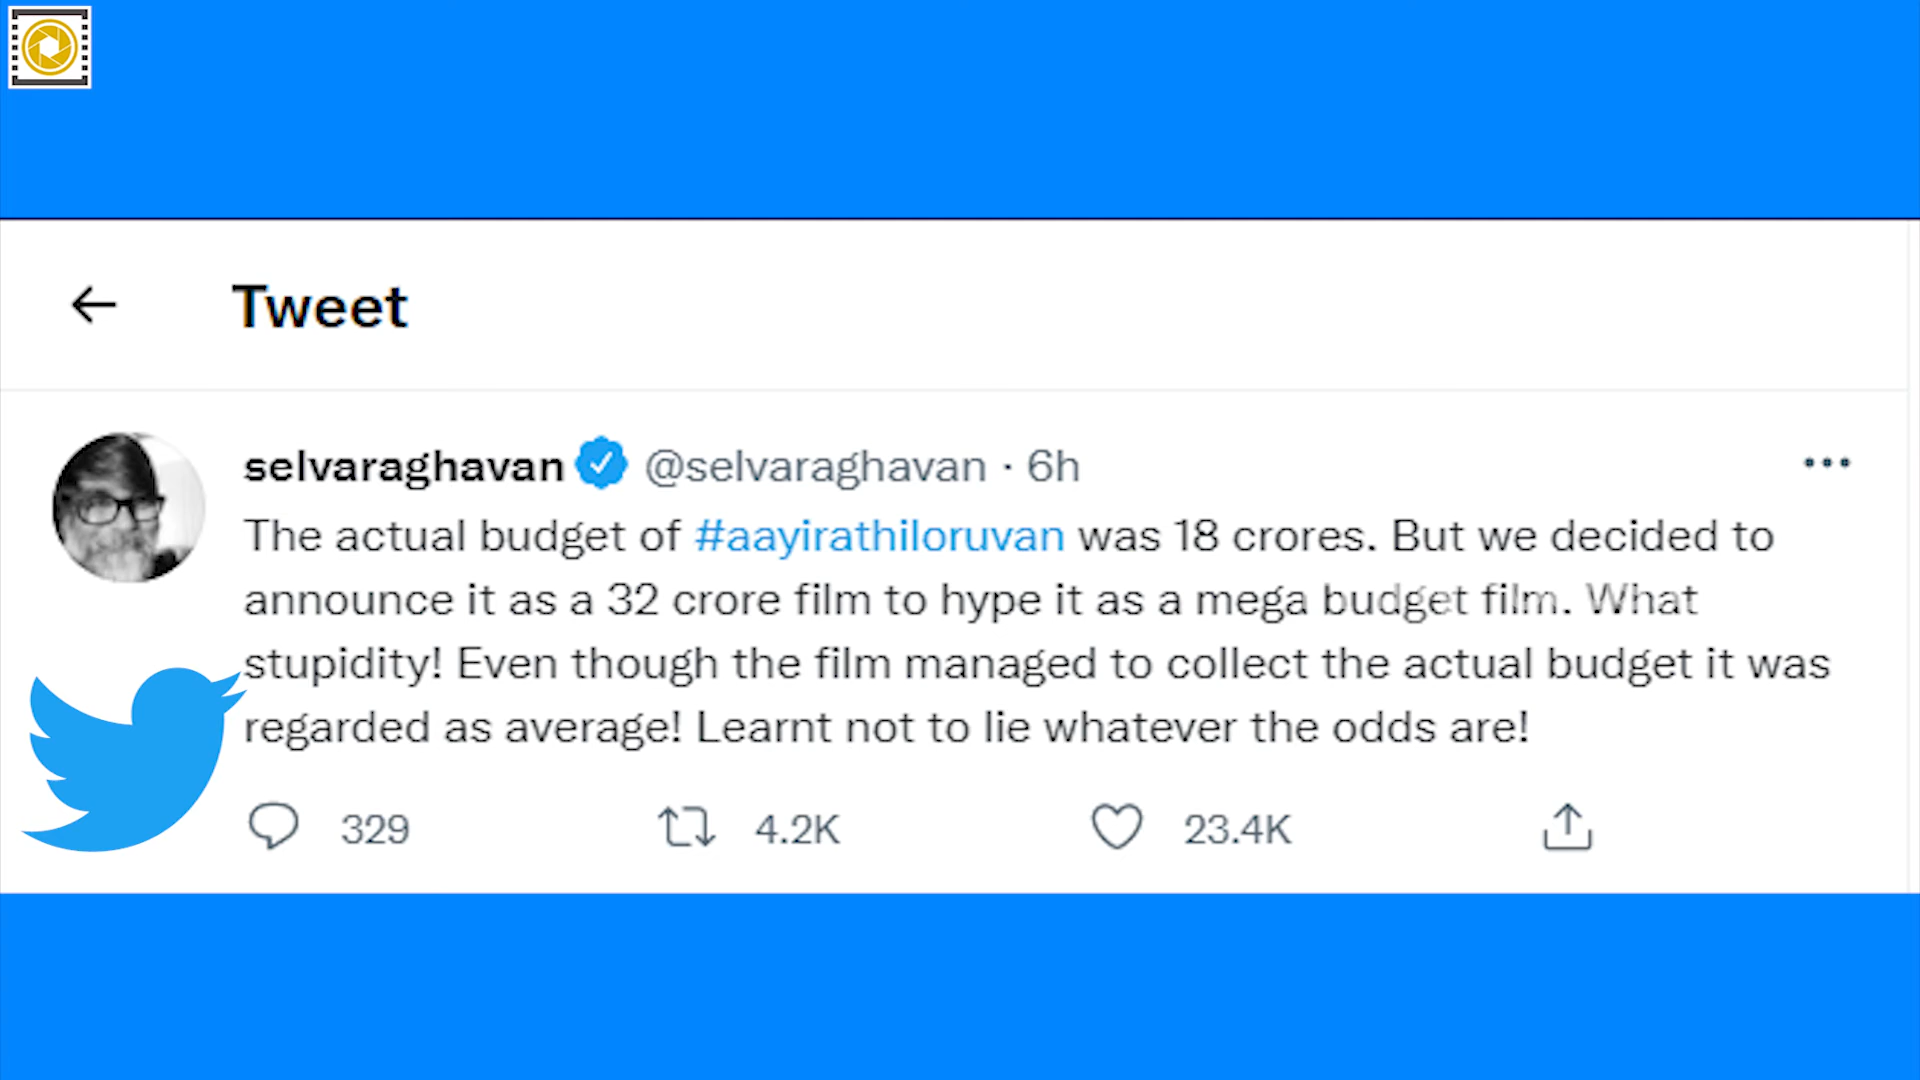 Tweet
selvaraghavan @selvaraghavan · 6h
The actual budget of #aayirathiloruvan was 18 crores. But we decided to
announce it as a 32 crore film to hype it as a mega budget film. What
stupidity! Even though the film managed to collect the actual budget it was
regarded as average! Learnt not to lie whatever the odds are!
329 4.2K 23.4K